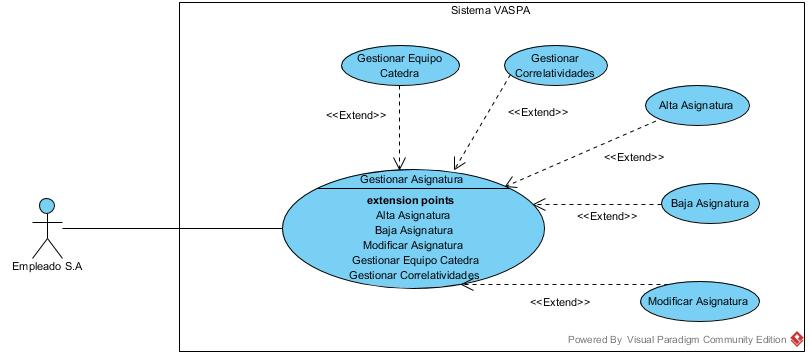 Sistema VASPA
Gestionar Equipo
Catedra
Gestionar
Correlatividades
<<Extend>>
<<Extend>>
Alta Asignatura
<<Extend>>
Gestionar Asignatura
extension points
Alta Asignatura
Baja Asignatura
Modificar Asignatura
Gestionar Equipo Catedra
Gestionar Correlatividades
Baja Asignatura
<<Extend>>
Empleado S.A
<<Extend>>
Modificar Asignatura
Powered By Visual Paradigm Community Edition